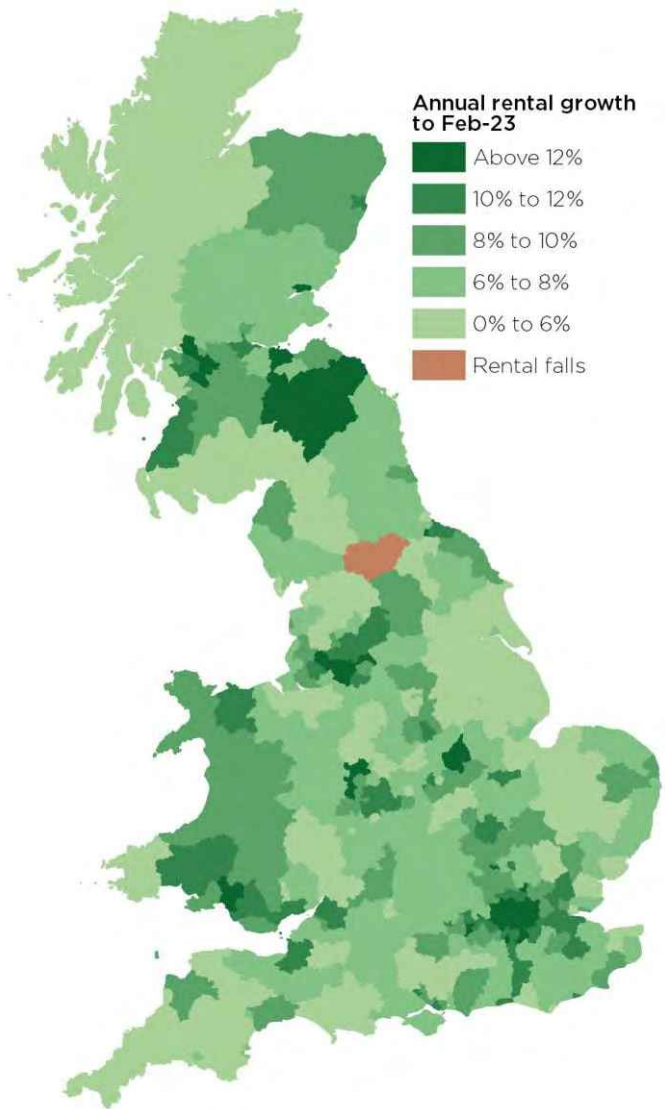 Annual rental growth
to Feb-23
Above 12%
10% to 12%
8% to 10%
6% to 8%
0% to 6%
Rental falls